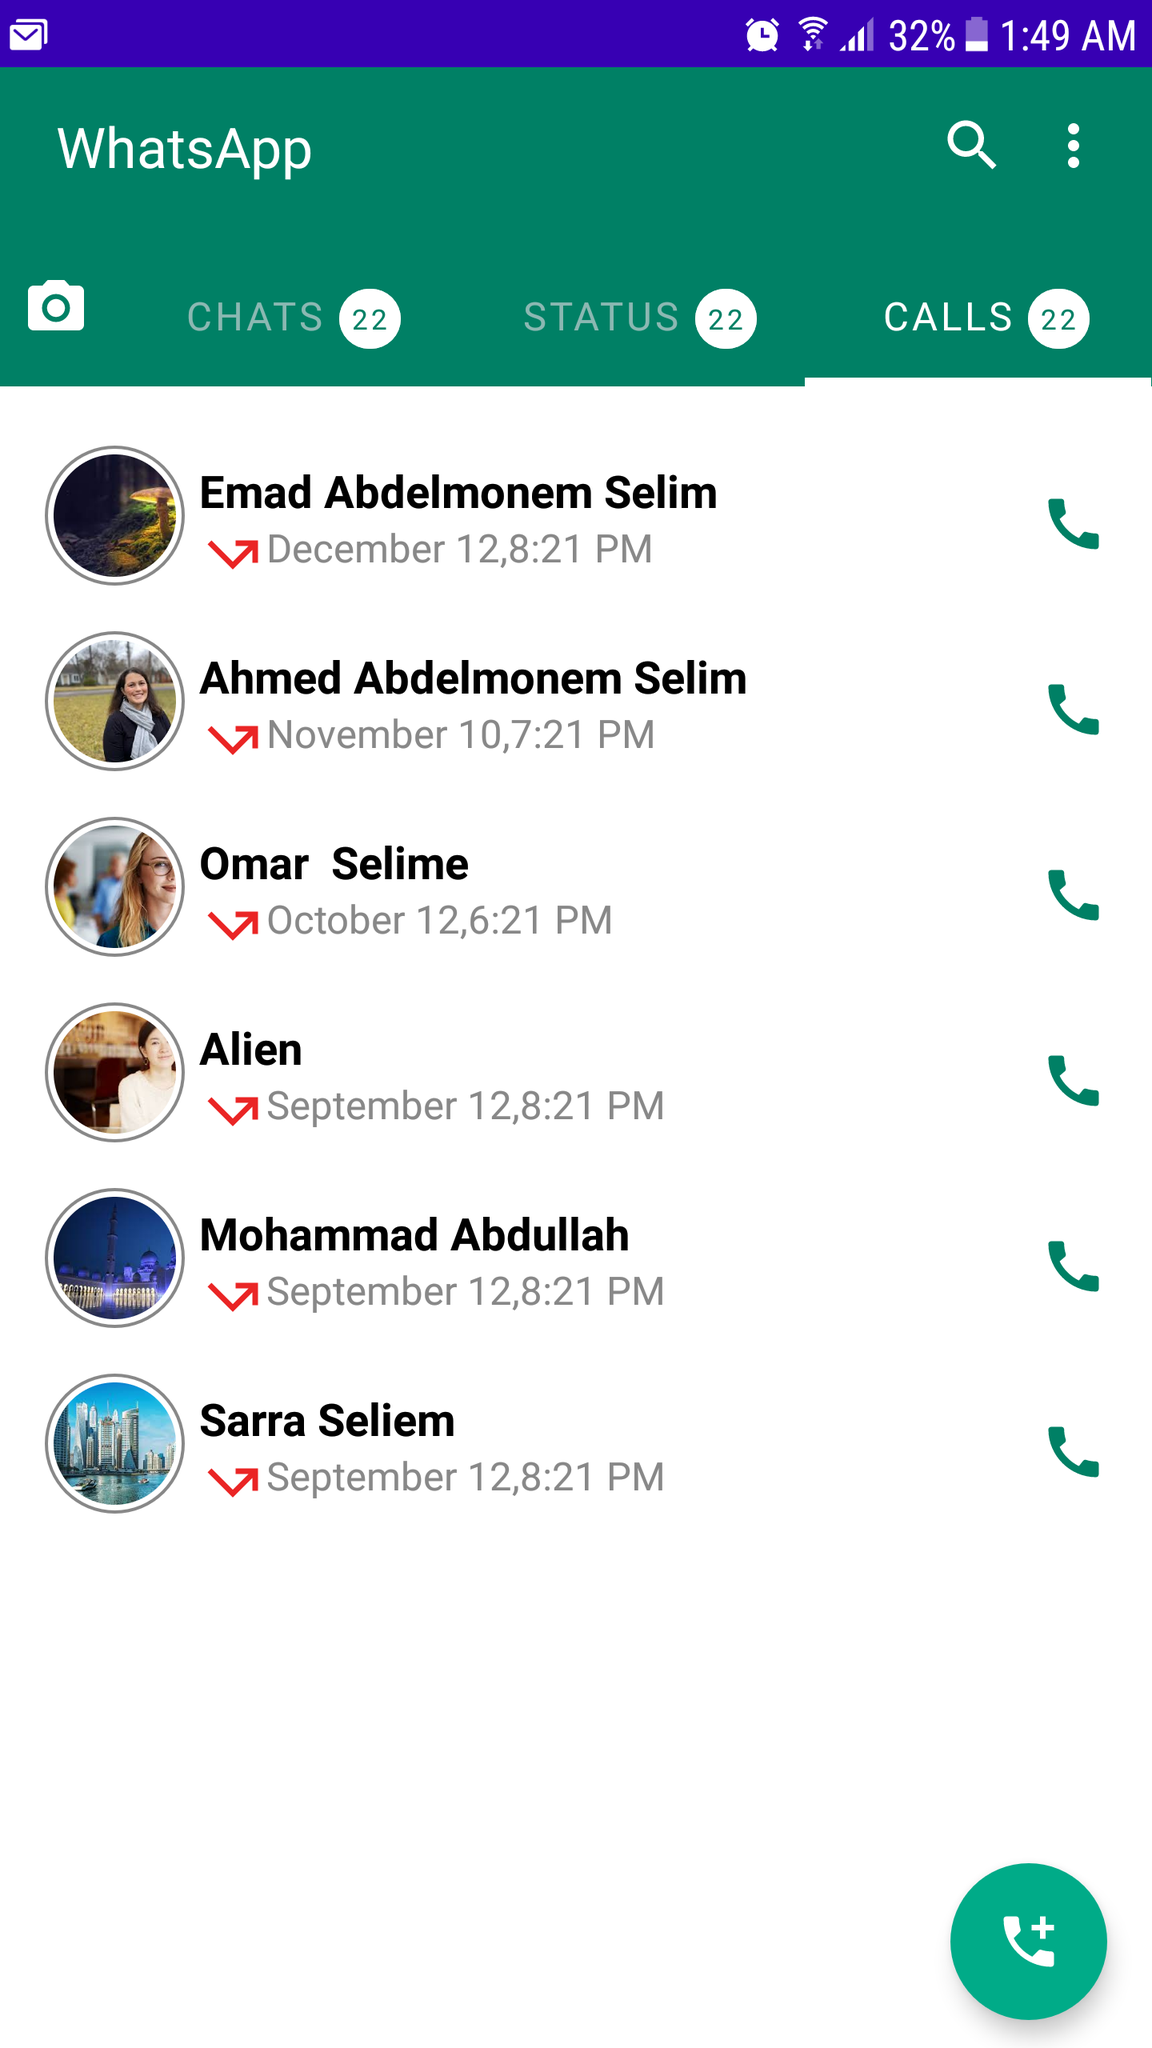 32% 1:49 AM
WhatsApp
CHATS 22 STATUS 22 CALLS 22
Emad Abdelmonem Selim
December 12,8:21 PM
Ahmed Abdelmonem Selim
November 10,7:21 PM
Omar  Selime
October 12,6:21 PM
Alien
September 12,8:21 PM
Mohammad Abdullah
September 12,8:21 PM
Sarra Seliem
September 12,8:21 PM